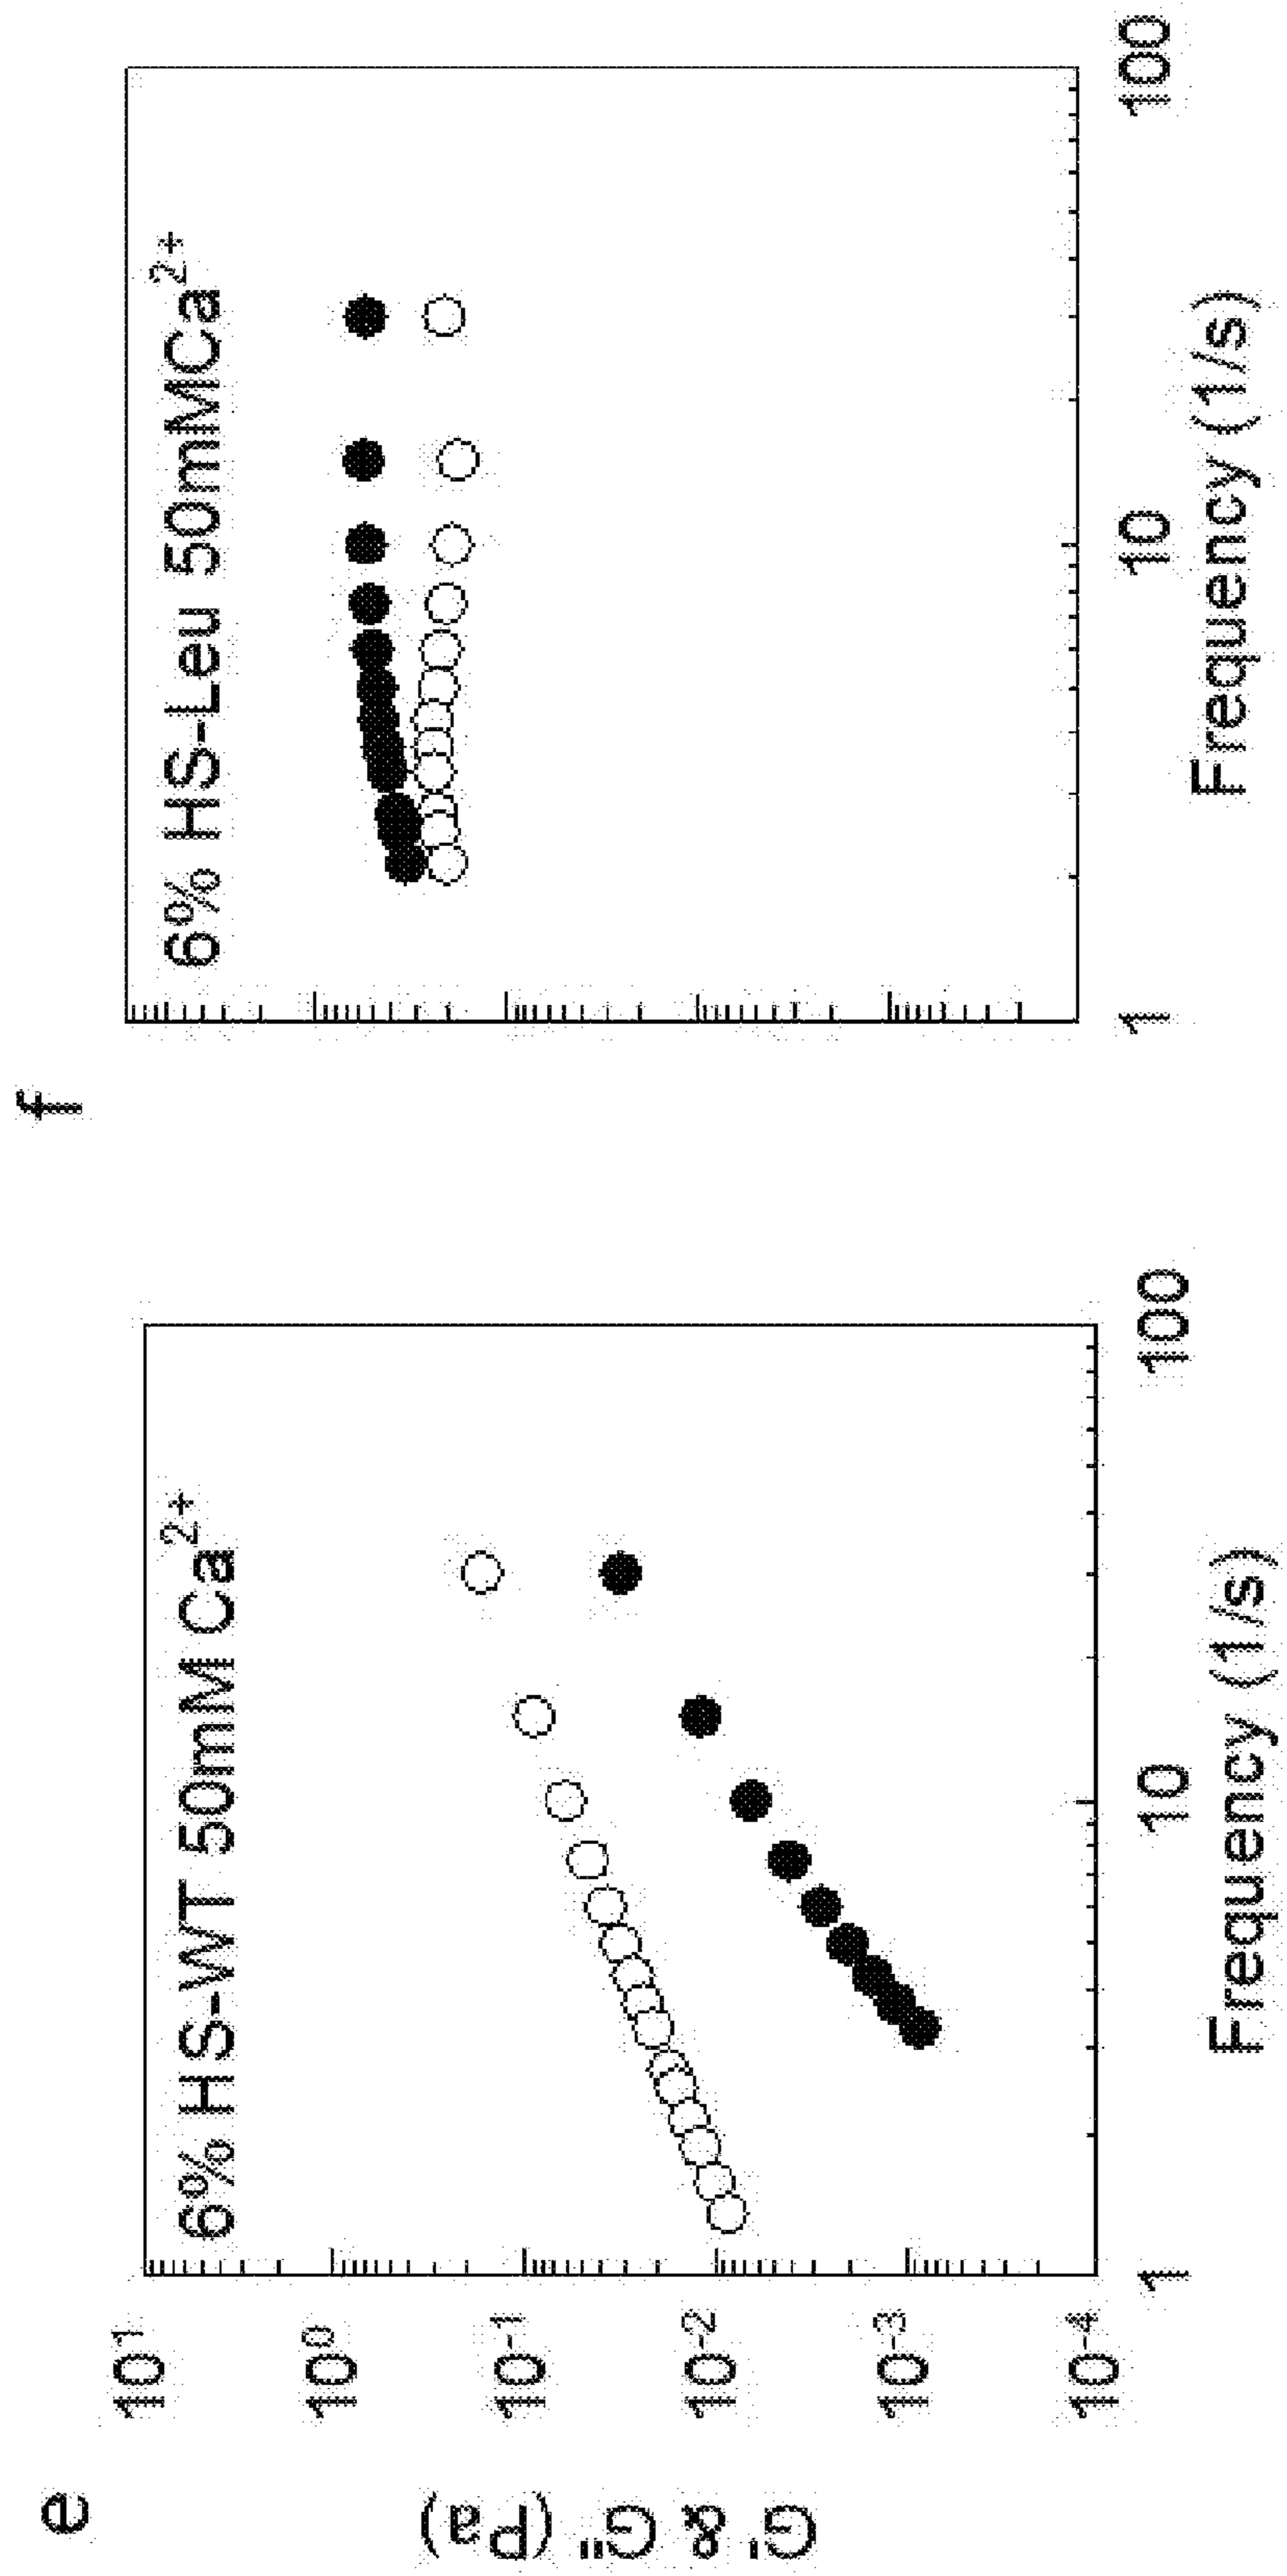 e
6% HS-WT 50mM Ca²⁺
G' & G" (Pa)
10¹
10⁰
10⁻¹
10⁻²
10⁻³
10⁻⁴
1
10
100
Frequency (1/s)
f
6% HS-Leu 50mMCa²⁺
1
10
100
Frequency (1/s)